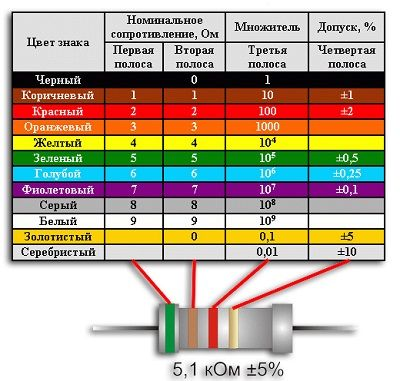 Цвет знака Номинальное сопротивление, Ом Множитель Допуск, %
Первая полоса Вторая полоса Третья полоса Четвертая полоса
Черный 0 1
Коричневый 1 1 10 ±1
Красный 2 2 100 ±2
Оранжевый 3 3 1000
Желтый 4 4 10⁴
Зеленый 5 5 10⁵ ±0,5
Голубой 6 6 10⁶ ±0,25
Фиолетовый 7 7 10⁷ ±0,1
Серый 8 8 10⁸
Белый 9 9 10⁹
Золотистый 0 0,1 ±5
Серебристый 0,01 ±10
5,1 кОм ±5%